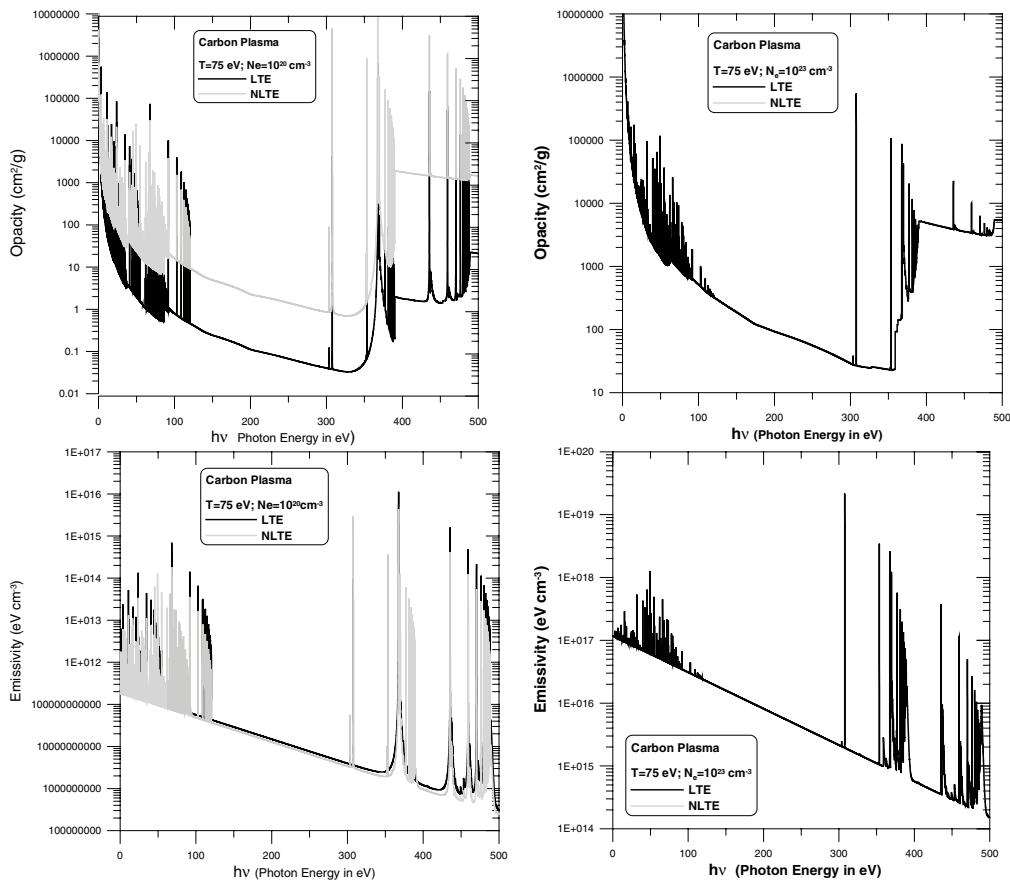 10000000
1000000
100000
10000
1000
100
10
1
0.1
0.01
Opacity (cm²/g)
Carbon Plasma
T=75 eV; Ne=10²⁰ cm⁻³
LTE
NLTE
0 100 200 300 400 500
hν Photon Energy in eV)
10000000
1000000
100000
10000
1000
100
10
Opacity (cm²/g)
Carbon Plasma
T=75 eV; Nₑ=10²³ cm⁻³
LTE
NLTE
0 100 200 300 400 500
hν (Photon Energy in eV)
1E+017
1E+016
1E+015
1E+014
1E+013
1E+012
100000000000
10000000000
1000000000
100000000
Emissivity (eV cm⁻³)
Carbon Plasma
T=75 eV; Ne=10²⁰cm⁻³
LTE
NLTE
0 100 200 300 400 500
hν (Photon Energy in eV)
1E+020
1E+019
1E+018
1E+017
1E+016
1E+015
1E+014
Emissivity (eV cm⁻³)
Carbon Plasma
T=75 eV; Nₑ=10²³ cm⁻³
LTE
NLTE
0 100 200 300 400 500
hν (Photon Energy in eV)